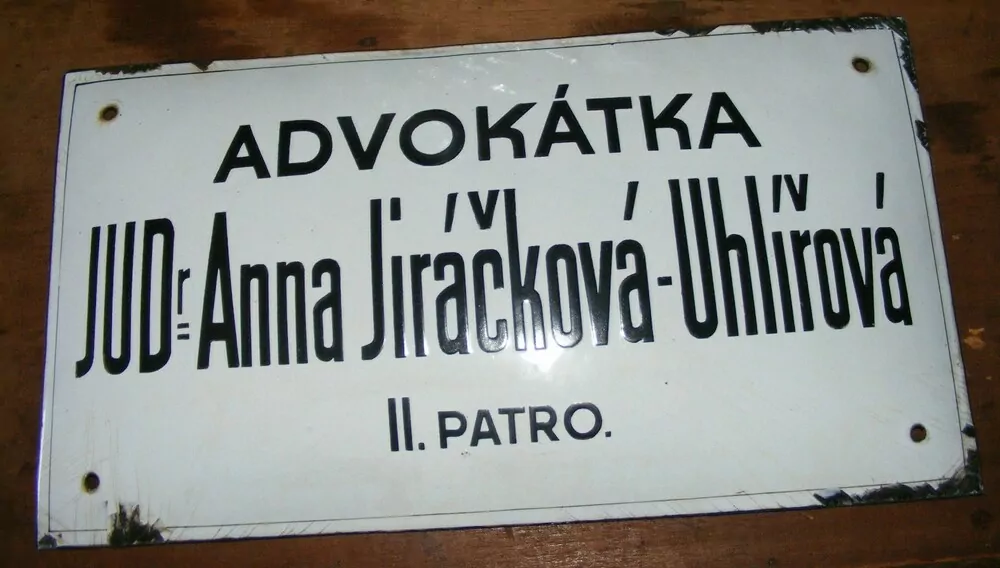 ADVOKÁTKA
JUDr Anna Jiráčková-Uhlířová
II. PATRO.